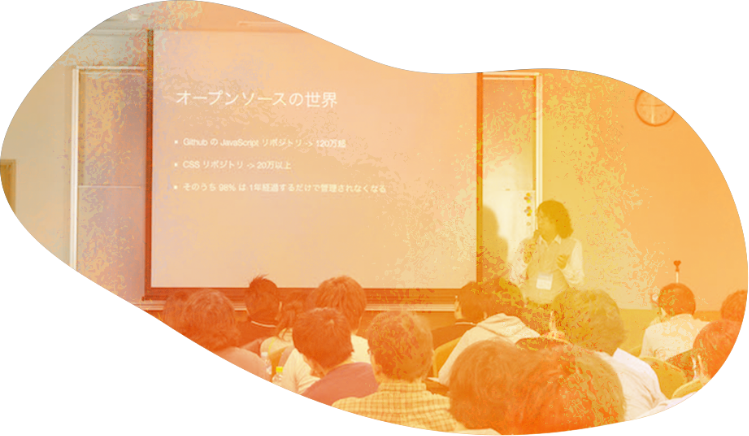 オープンソースの世界
• Github の JavaScript リポジトリ -> 120万超
• CSS リポジトリ -> 20万以上
• そのうち 98% は 1年経過するだけで管理されなくなる